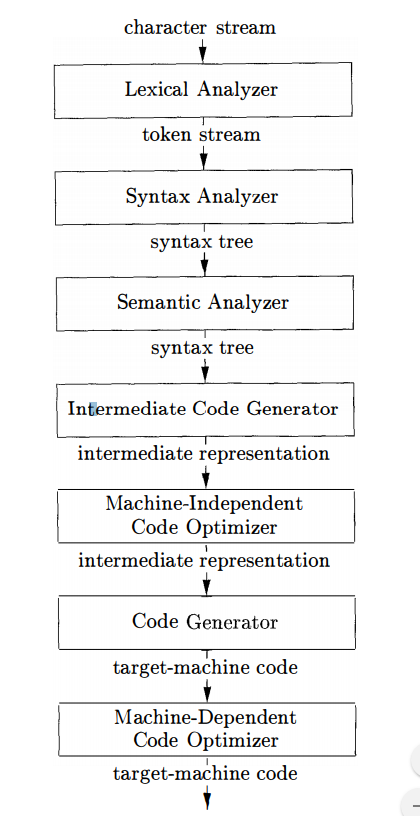 character stream
Lexical Analyzer
token stream
Syntax Analyzer
syntax tree
Semantic Analyzer
syntax tree
Intermediate Code Generator
intermediate representation
Machine-Independent
Code Optimizer
intermediate representation
Code Generator
target-machine code
Machine-Dependent
Code Optimizer
target-machine code